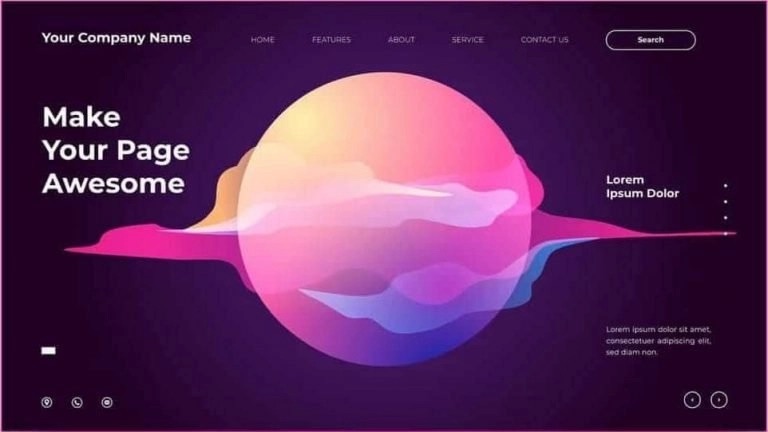 Your Company Name
HOME FEATURES ABOUT SERVICE CONTACT US Search
Make
Your Page
Awesome
Lorem
Ipsum Dolor
Lorem ipsum dolor sit amet,
consectetuer adipiscing elit,
sed diam non.